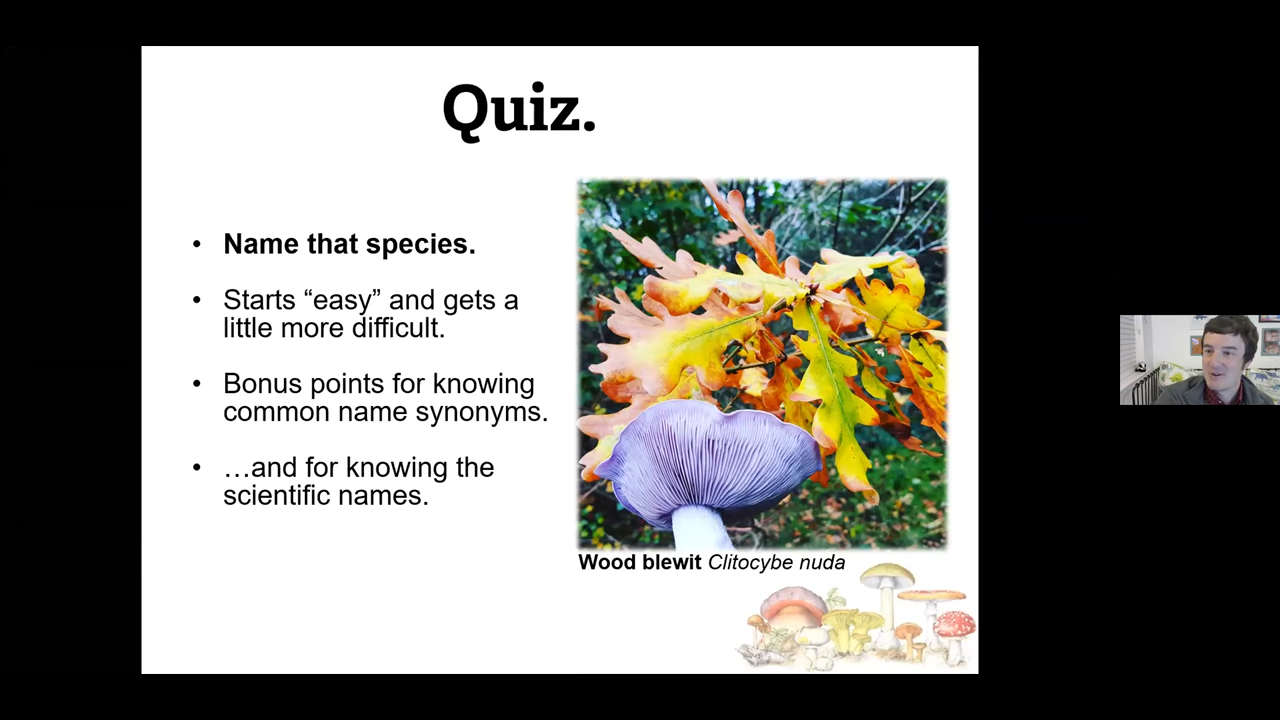 Quiz.
• Name that species.
• Starts “easy” and gets a
little more difficult.
• Bonus points for knowing
common name synonyms.
• …and for knowing the
scientific names.
Wood blewit Clitocybe nuda